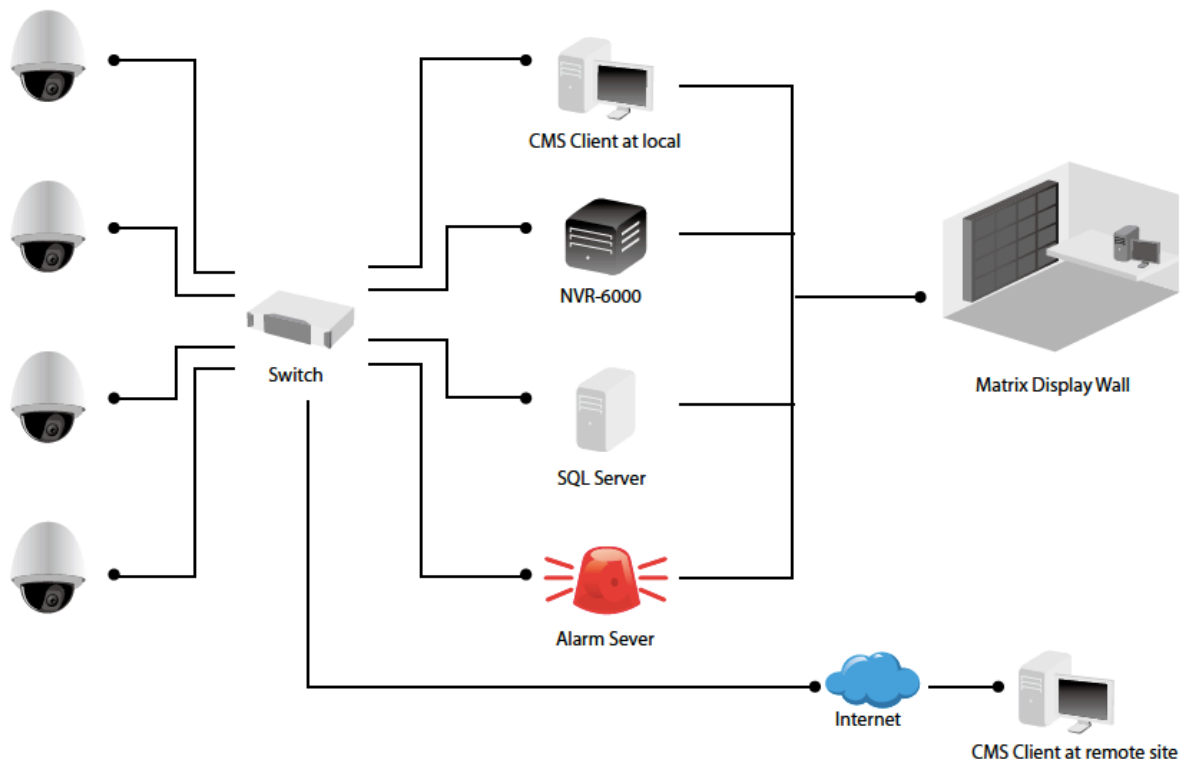 CMS Client at local
NVR-6000
Switch
Matrix Display Wall
SQL Server
Alarm Sever
Internet
CMS Client at remote site